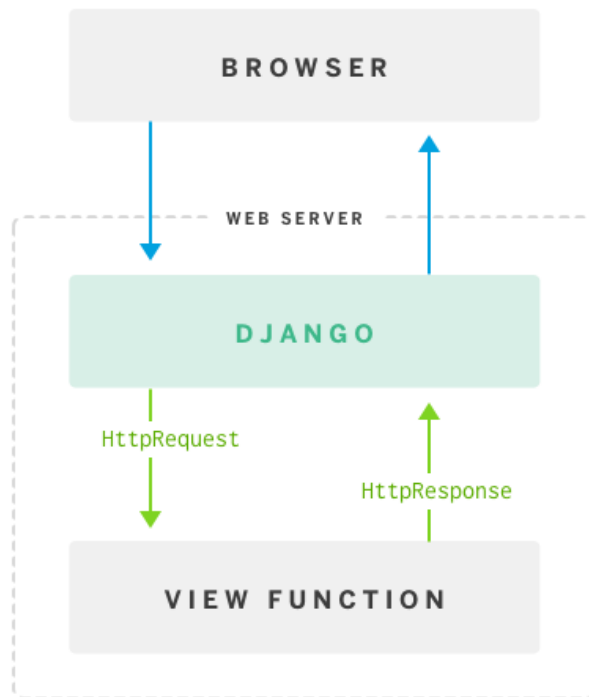 BROWSER
WEB SERVER
DJANGO
HttpRequest
HttpResponse
VIEW FUNCTION